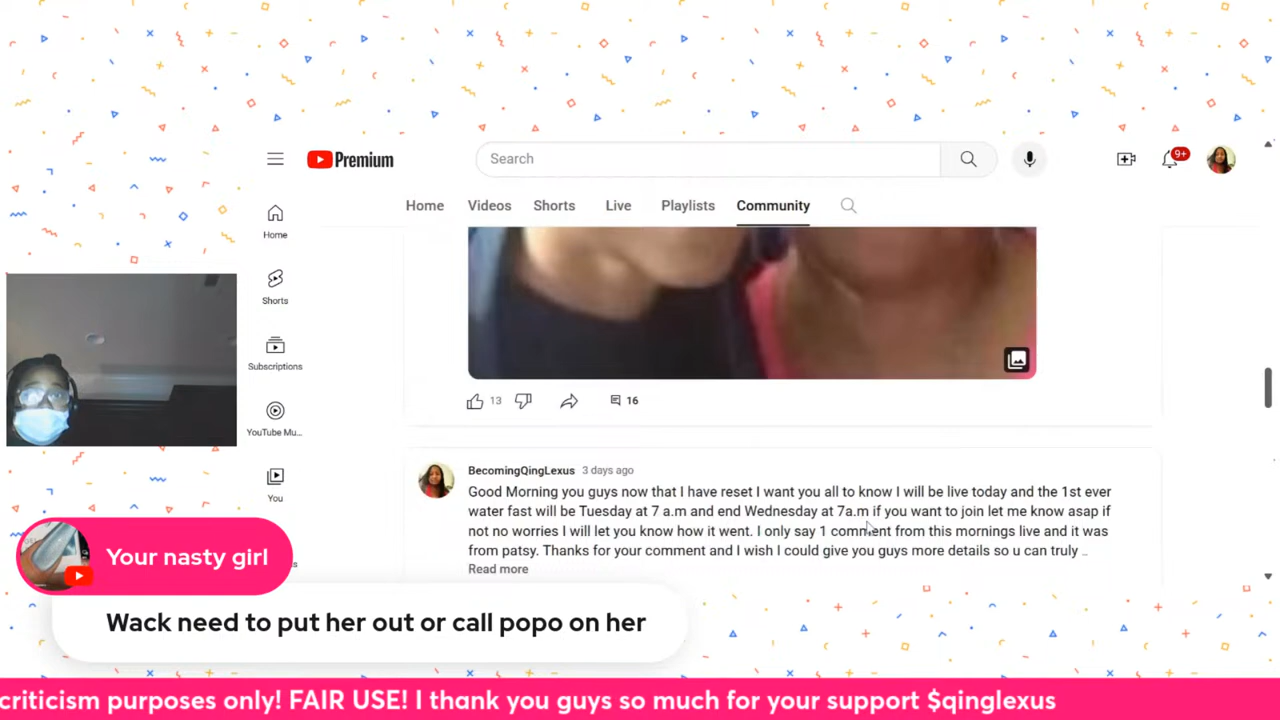 Premium
Search
9+
Home Videos Shorts Live Playlists Community
Home
Shorts
Subscriptions
YouTube Mu...
You
13 16
BecomingQingLexus 3 days ago
Good Morning you guys now that I have reset I want you all to know I will be live today and the 1st ever
water fast will be Tuesday at 7 a.m and end Wednesday at 7a.m if you want to join let me know asap if
not no worries I will let you know how it went. I only say 1 comment from this mornings live and it was
from patsy. Thanks for your comment and I wish I could give you guys more details so u can truly ...
Read more
Your nasty girl
Wack need to put her out or call popo on her
criticism purposes only! FAIR USE! I thank you guys so much for your support $qinglexus